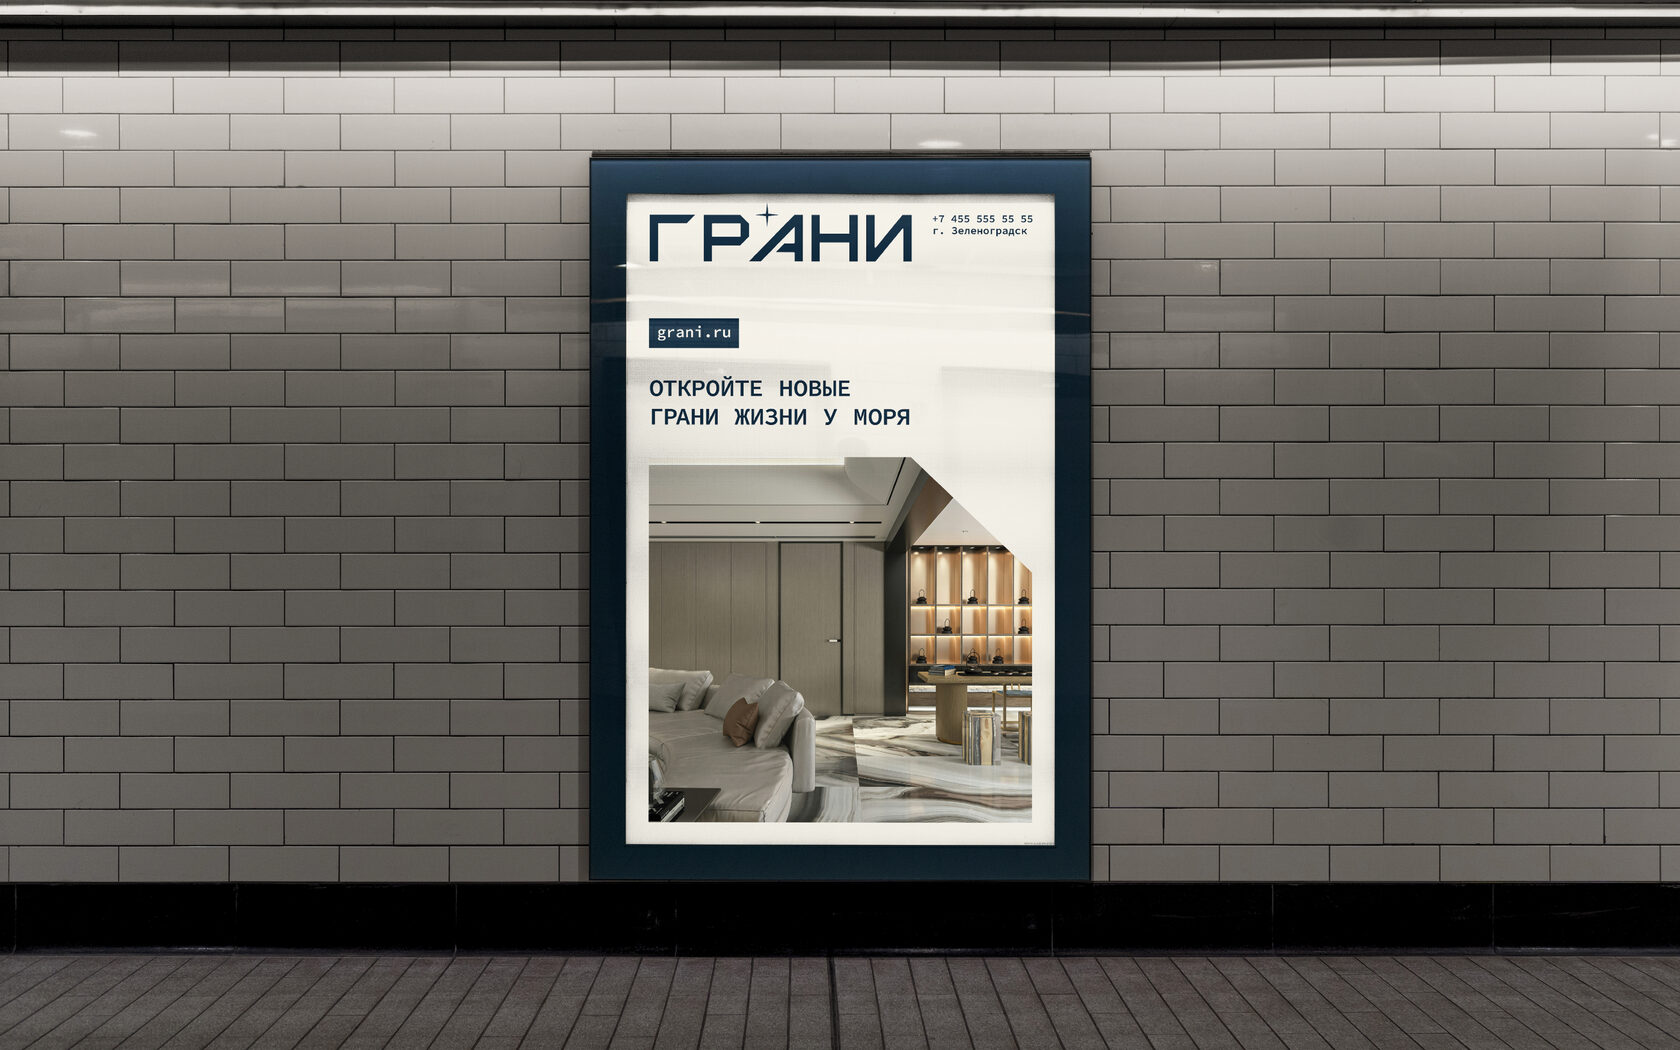 ГРАНИ
+7 455 555 55 55
г. Зеленоградск
grani.ru
ОТКРОЙТЕ НОВЫЕ
ГРАНИ ЖИЗНИ У МОРЯ